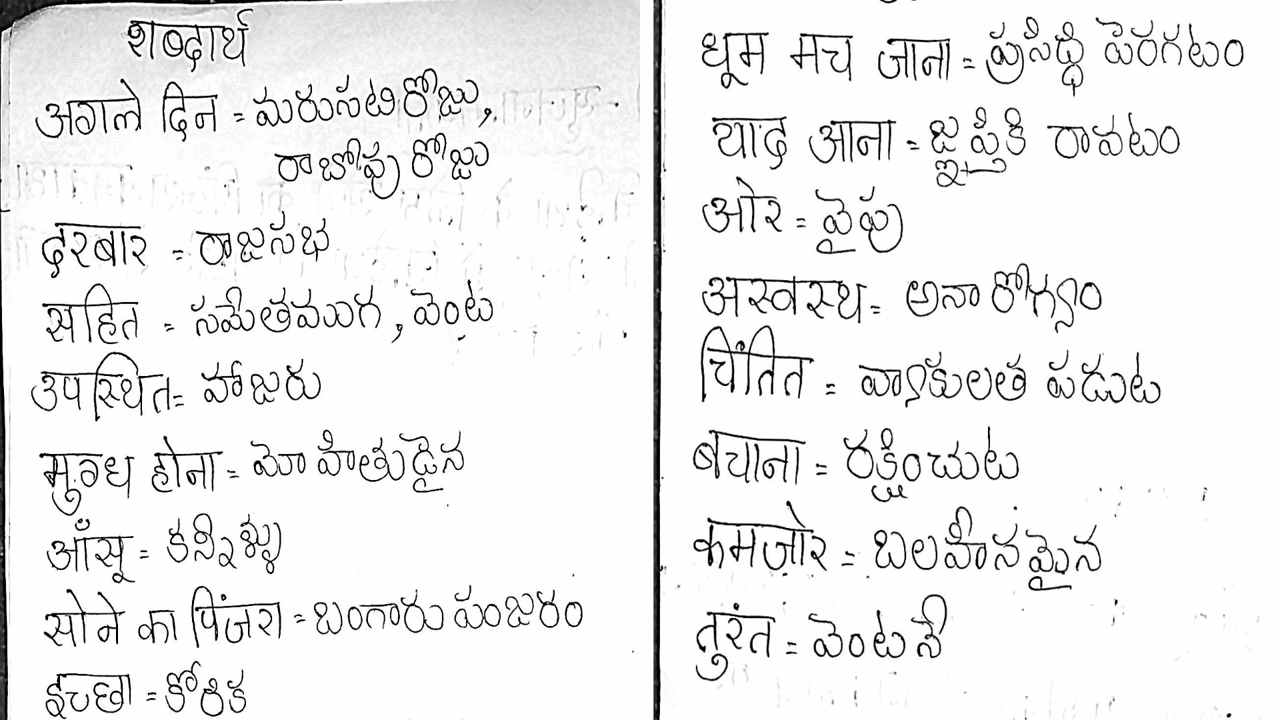 शब्दार्थ
अगले दिन = మరుసటి రోజు,
రాబోవు రోజు
दरबार = రాజసభ
सहित = సమేతముగ, వెంట
उपस्थित = హాజరు
मुग्ध होना = మోహితుడైన
आँसू = కన్నీళ్ళు
सोने का पिंजरा = బంగారు పంజరం
इच्छा = కోరిక
धूम मच जाना = ప్రసిద్ధి పెరగటం
याद आना = జ్ఞప్తికి రావటం
ओर = వైపు
अस्वस्थ = అనారోగ్యం
चिंतित = వ్యాకులత పడుట
बचाना = రక్షించుట
कमज़ोर = బలహీనమైన
तुरंत = వెంటనే